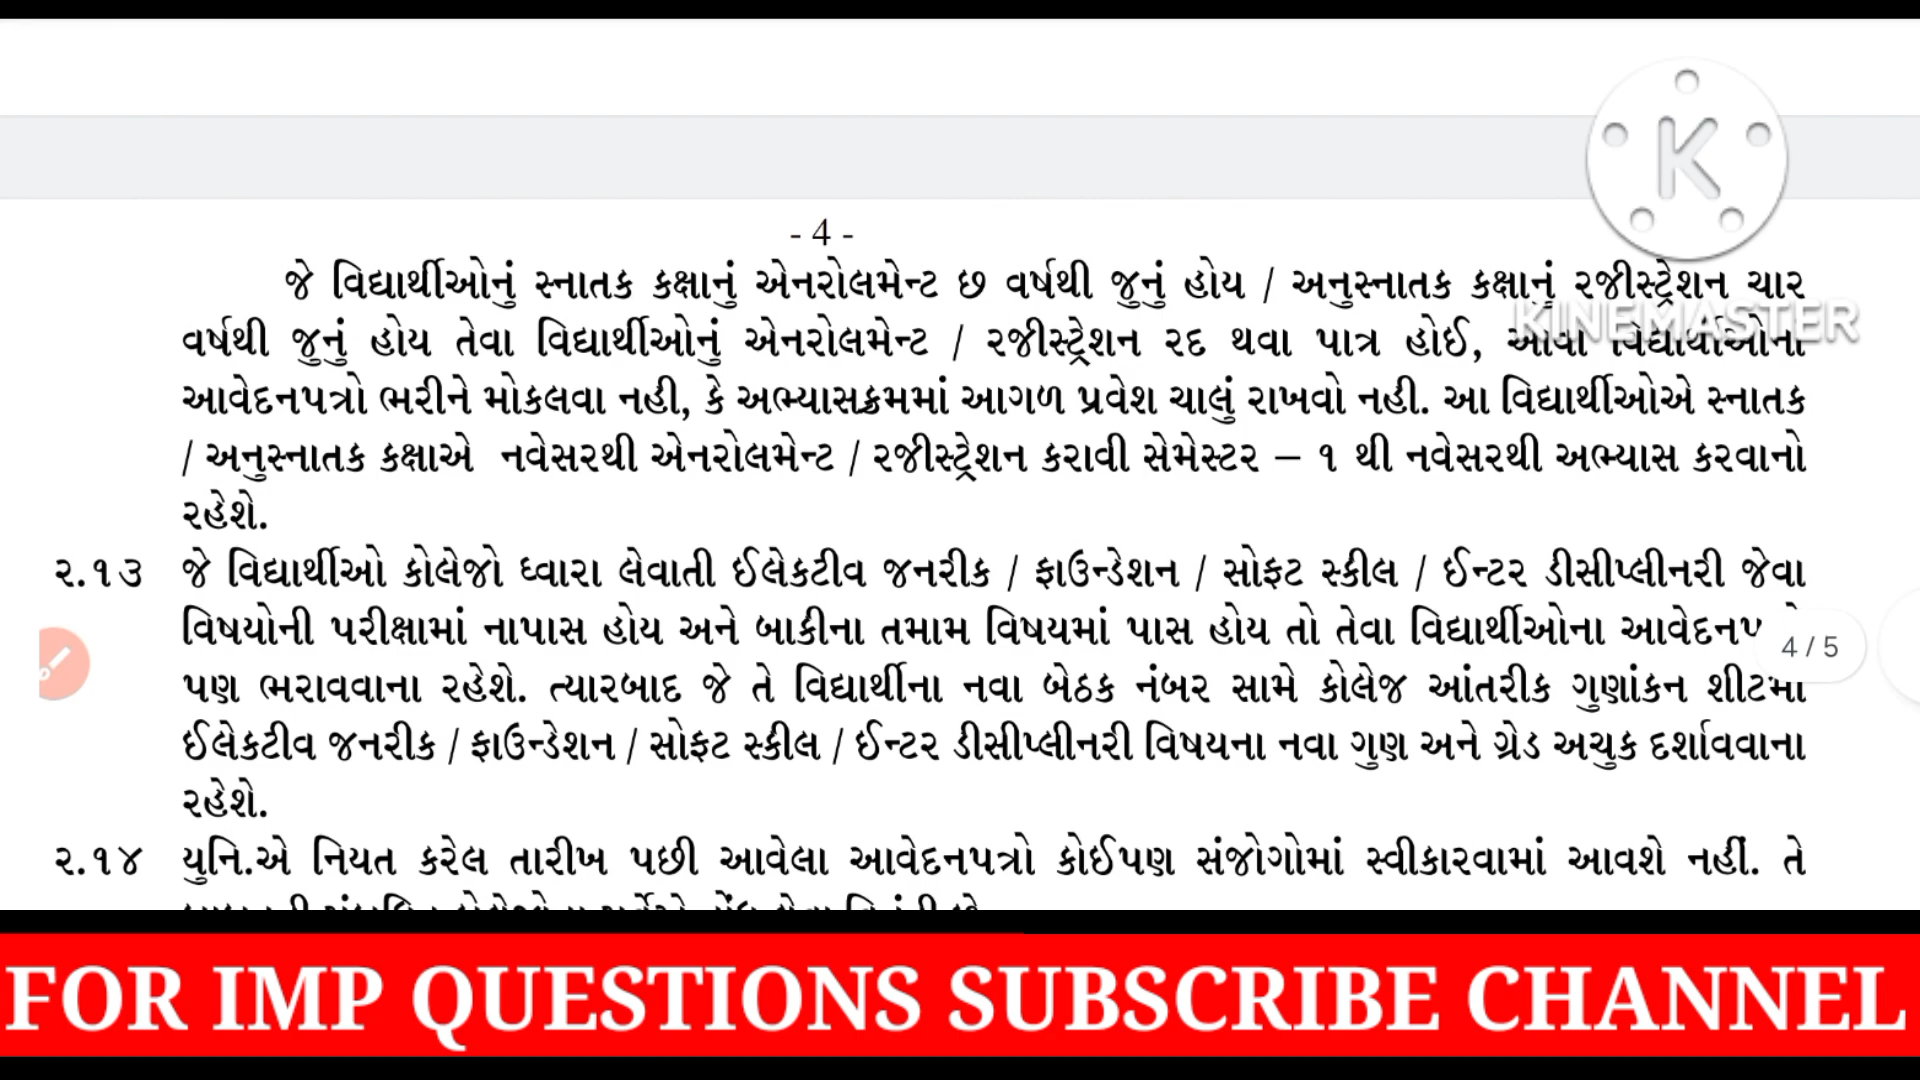 - 4 -
જે વિદ્યાર્થીઓનું સ્નાતક કક્ષાનું એનરોલમેન્ટ છ વર્ષથી જુનું હોય / અનુસ્નાતક કક્ષાનું રજીસ્ટ્રેશન ચાર
KINEMASTER
વર્ષથી જુનું હોય તેવા વિદ્યાર્થીઓનું એનરોલમેન્ટ / રજીસ્ટ્રેશન રદ થવા પાત્ર હોઈ, આવા વિદ્યાર્થીઓના
આવેદનપત્રો ભરીને મોકલવા નહી, કે અભ્યાસક્રમમાં આગળ પ્રવેશ ચાલું રાખવો નહી. આ વિદ્યાર્થીઓએ સ્નાતક
/ અનુસ્નાતક કક્ષાએ નવેસરથી એનરોલમેન્ટ / રજીસ્ટ્રેશન કરાવી સેમેસ્ટર – ૧ થી નવેસરથી અભ્યાસ કરવાનો
રહેશે.
ર.૧૩ જે વિદ્યાર્થીઓ કોલેજો ધ્વારા લેવાતી ઈલેકટીવ જનરીક / ફાઉન્ડેશન / સોફટ સ્કીલ / ઈન્ટર ડીસીપ્લીનરી જેવા
વિષયોની પરીક્ષામાં નાપાસ હોય અને બાકીના તમામ વિષયમાં પાસ હોય તો તેવા વિદ્યાર્થીઓના
4 / 5
પણ ભરાવવાના રહેશે. ત્યારબાદ જે તે વિદ્યાર્થીના નવા બેઠક નંબર સામે કોલેજ આંતરીક ગુણાંકન શીટમાં
ઈલેકટીવ જનરીક / ફાઉન્ડેશન / સોફટ સ્કીલ / ઈન્ટર ડીસીપ્લીનરી વિષયના નવા ગુણ અને ગ્રેડ અચુક દર્શાવવાના
રહેશે.
ર.૧૪ યુનિ.એ નિયત કરેલ તારીખ પછી આવેલા આવેદનપત્રો કોઈપણ સંજોગોમાં સ્વીકારવામાં આવશે નહીં. તે
FOR IMP QUESTIONS SUBSCRIBE CHANNEL